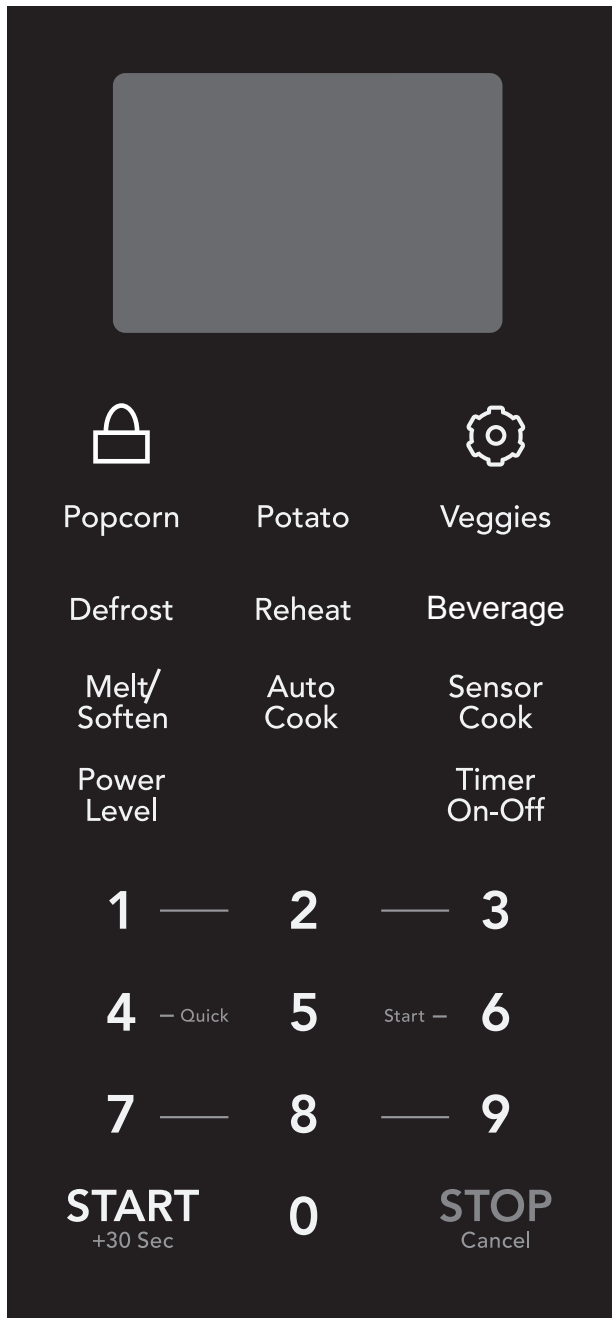 Popcorn Potato Veggies
Defrost Reheat Beverage
Melt/ Auto Sensor
Soften Cook Cook
Power Timer
Level On-Off
1 — 2 — 3
4 – Quick 5 Start – 6
7 — 8 — 9
START 0 STOP
+30 Sec Cancel